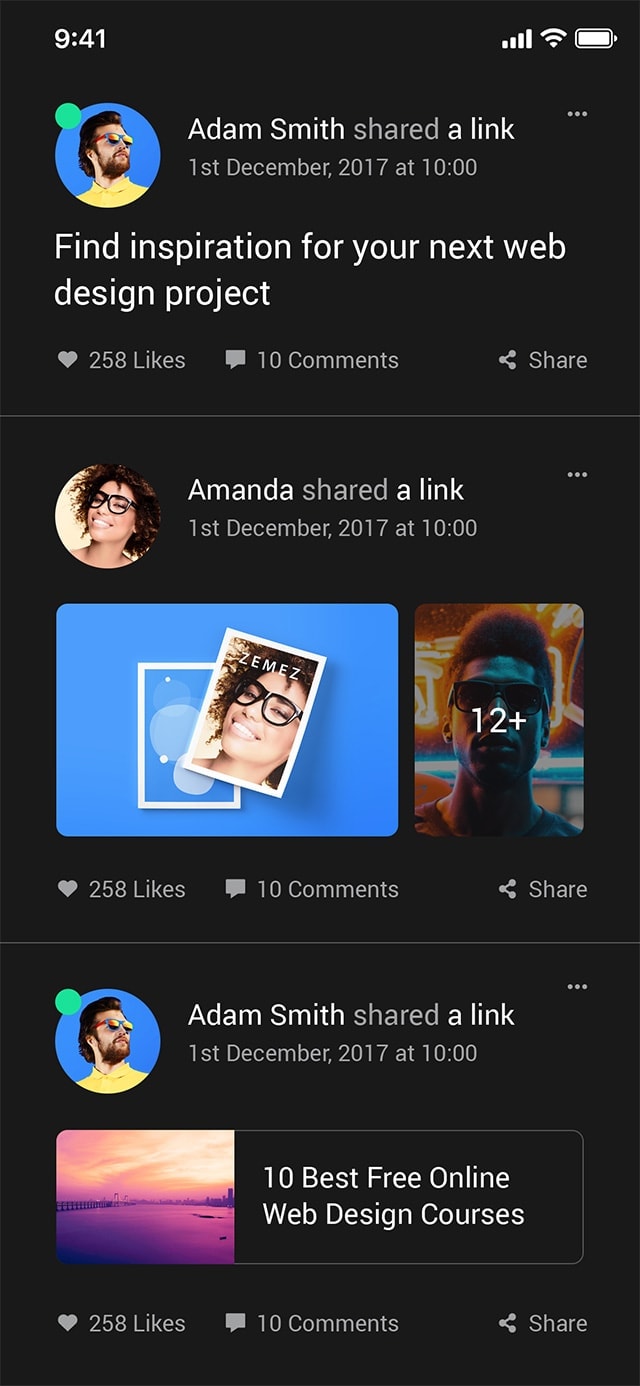 9:41
Adam Smith shared a link
1st December, 2017 at 10:00
Find inspiration for your next web
design project
258 Likes 10 Comments Share
Amanda shared a link
1st December, 2017 at 10:00
ZEMEZ
12+
258 Likes 10 Comments Share
Adam Smith shared a link
1st December, 2017 at 10:00
10 Best Free Online
Web Design Courses
258 Likes 10 Comments Share